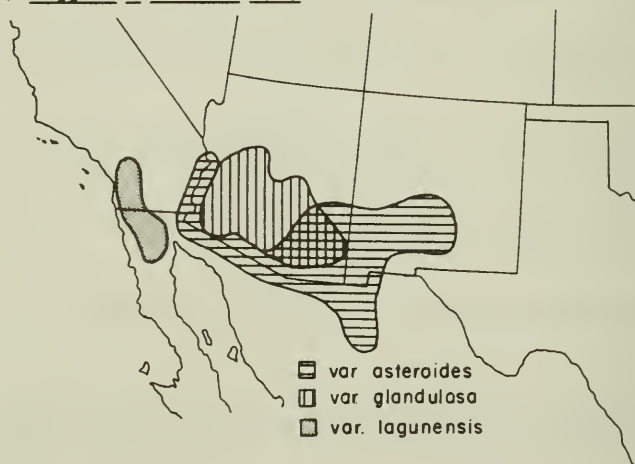 var asteroides
var. glandulosa
var. lagunensis